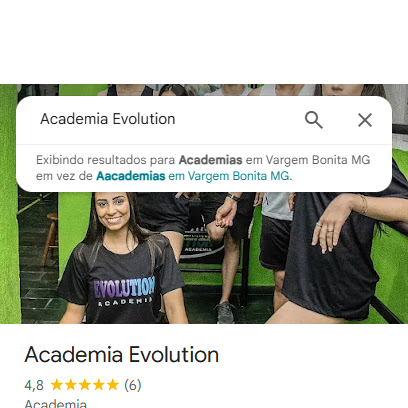 Academia Evolution
Exibindo resultados para Academias em Vargem Bonita MG
em vez de Aacademias em Vargem Bonita MG.
EVOLUTION
ACADEMIA
ACADEMIA
Academia Evolution
4,8 (6)
Academia